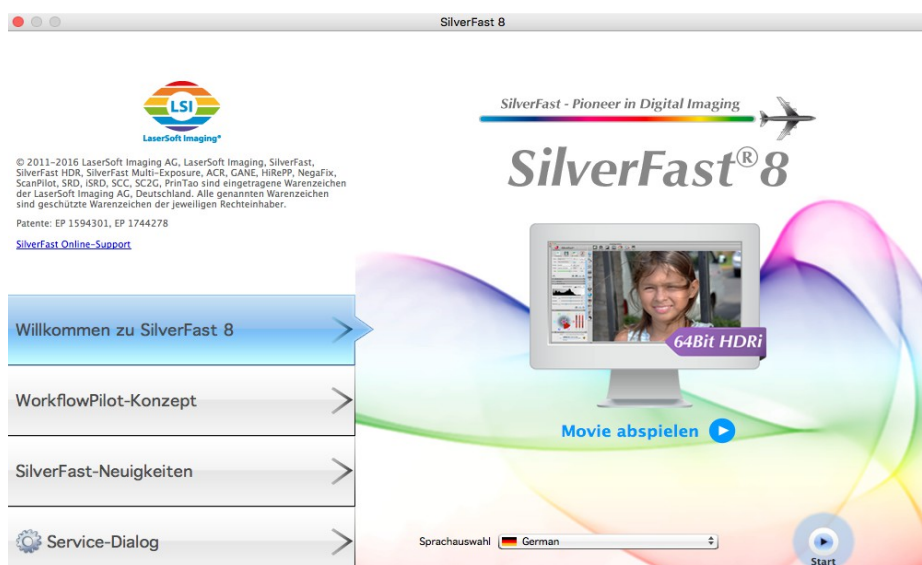 SilverFast 8
LSI
LaserSoft Imaging®
© 2011-2016 LaserSoft Imaging AG, LaserSoft Imaging, SilverFast,
SilverFast HDR, SilverFast Multi-Exposure, ACR, GANE, HiRePP, NegaFix,
ScanPilot, SRD, iSRD, SCC, SC2G, PrinTao sind eingetragene Warenzeichen
der LaserSoft Imaging AG, Deutschland. Alle genannten Warenzeichen
sind geschützte Warenzeichen der jeweiligen Rechteinhaber.
Patente: EP 1594301, EP 1744278
SilverFast Online-Support
Willkommen zu SilverFast 8
WorkflowPilot-Konzept
SilverFast-Neuigkeiten
Service-Dialog
SilverFast - Pioneer in Digital Imaging
SilverFast®8
64Bit HDRi
Movie abspielen
Sprachauswahl
German
Start